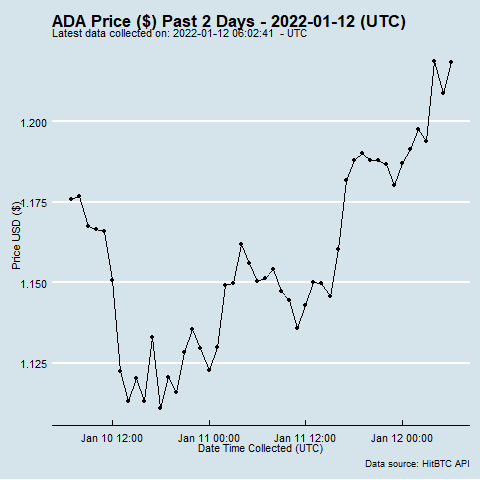 ADA Price ($) Past 2 Days - 2022-01-12 (UTC)
Latest data collected on: 2022-01-12 06:02:41 - UTC
1.200
1.175
Price USD ($)
1.150
1.125
Jan 10 12:00 Jan 11 00:00 Jan 11 12:00 Jan 12 00:00
Date Time Collected (UTC)
Data source: HitBTC API